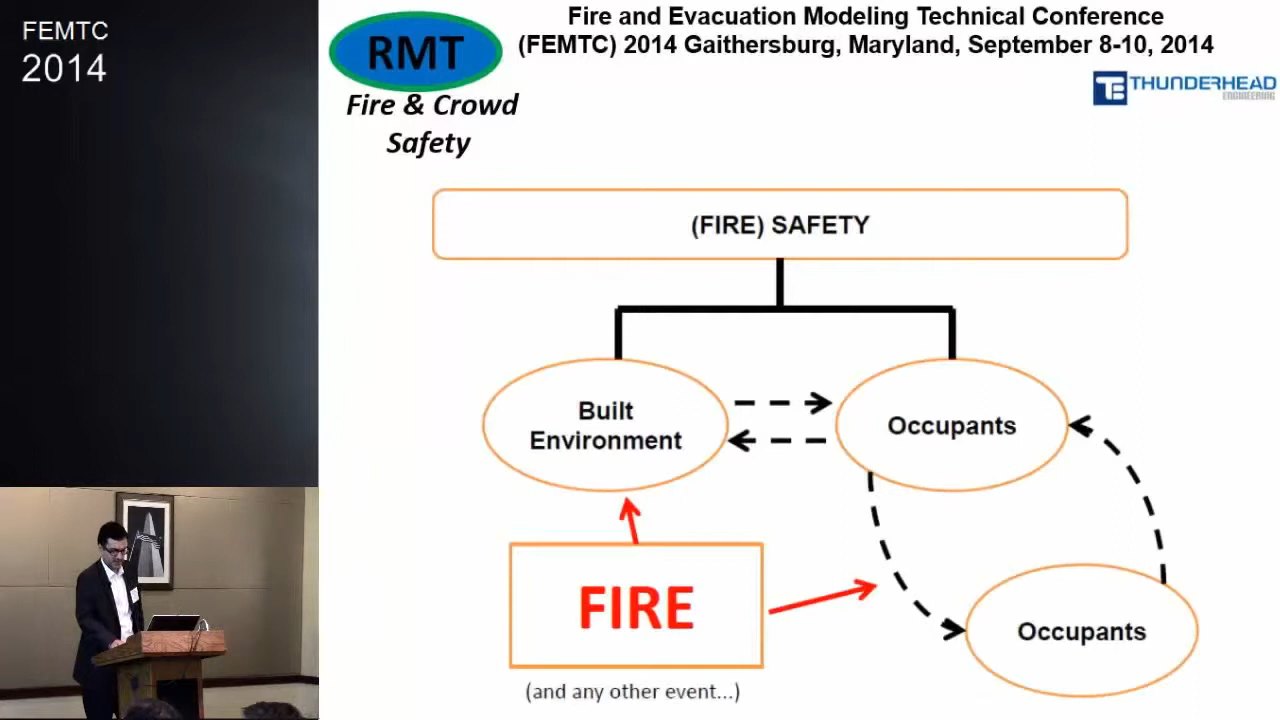 FEMTC
2014
RMT
Fire & Crowd
Safety
Fire and Evacuation Modeling Technical Conference
(FEMTC) 2014 Gaithersburg, Maryland, September 8-10, 2014
THUNDERHEAD
ENGINEERING
(FIRE) SAFETY
Built
Environment
Occupants
FIRE
(and any other event...)
Occupants